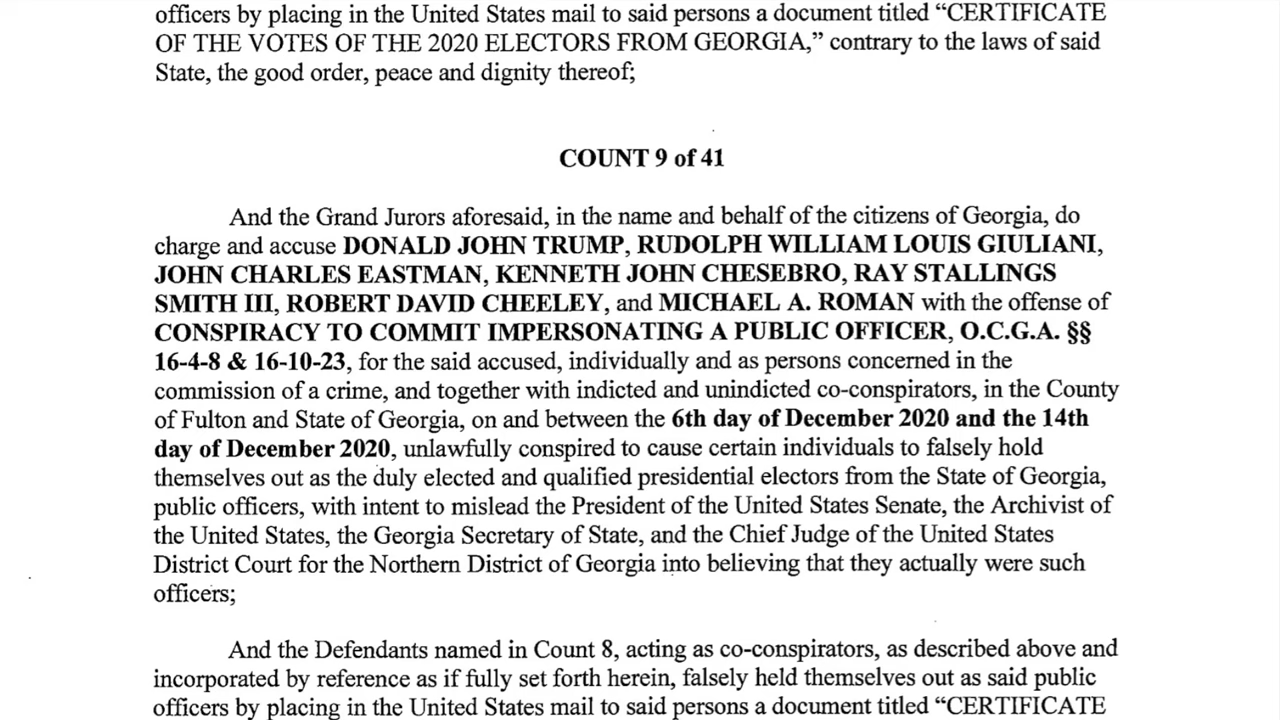 officers by placing in the United States mail to said persons a document titled “CERTIFICATE
OF THE VOTES OF THE 2020 ELECTORS FROM GEORGIA,” contrary to the laws of said
State, the good order, peace and dignity thereof;
COUNT 9 of 41
And the Grand Jurors aforesaid, in the name and behalf of the citizens of Georgia, do
charge and accuse DONALD JOHN TRUMP, RUDOLPH WILLIAM LOUIS GIULIANI,
JOHN CHARLES EASTMAN, KENNETH JOHN CHESEBRO, RAY STALLINGS
SMITH III, ROBERT DAVID CHEELEY, and MICHAEL A. ROMAN with the offense of
CONSPIRACY TO COMMIT IMPERSONATING A PUBLIC OFFICER, O.C.G.A. §§
16-4-8 & 16-10-23, for the said accused, individually and as persons concerned in the
commission of a crime, and together with indicted and unindicted co-conspirators, in the County
of Fulton and State of Georgia, on and between the 6th day of December 2020 and the 14th
day of December 2020, unlawfully conspired to cause certain individuals to falsely hold
themselves out as the duly elected and qualified presidential electors from the State of Georgia,
public officers, with intent to mislead the President of the United States Senate, the Archivist of
the United States, the Georgia Secretary of State, and the Chief Judge of the United States
District Court for the Northern District of Georgia into believing that they actually were such
officers;
And the Defendants named in Count 8, acting as co-conspirators, as described above and
incorporated by reference as if fully set forth herein, falsely held themselves out as said public
officers by placing in the United States mail to said persons a document titled “CERTIFICATE